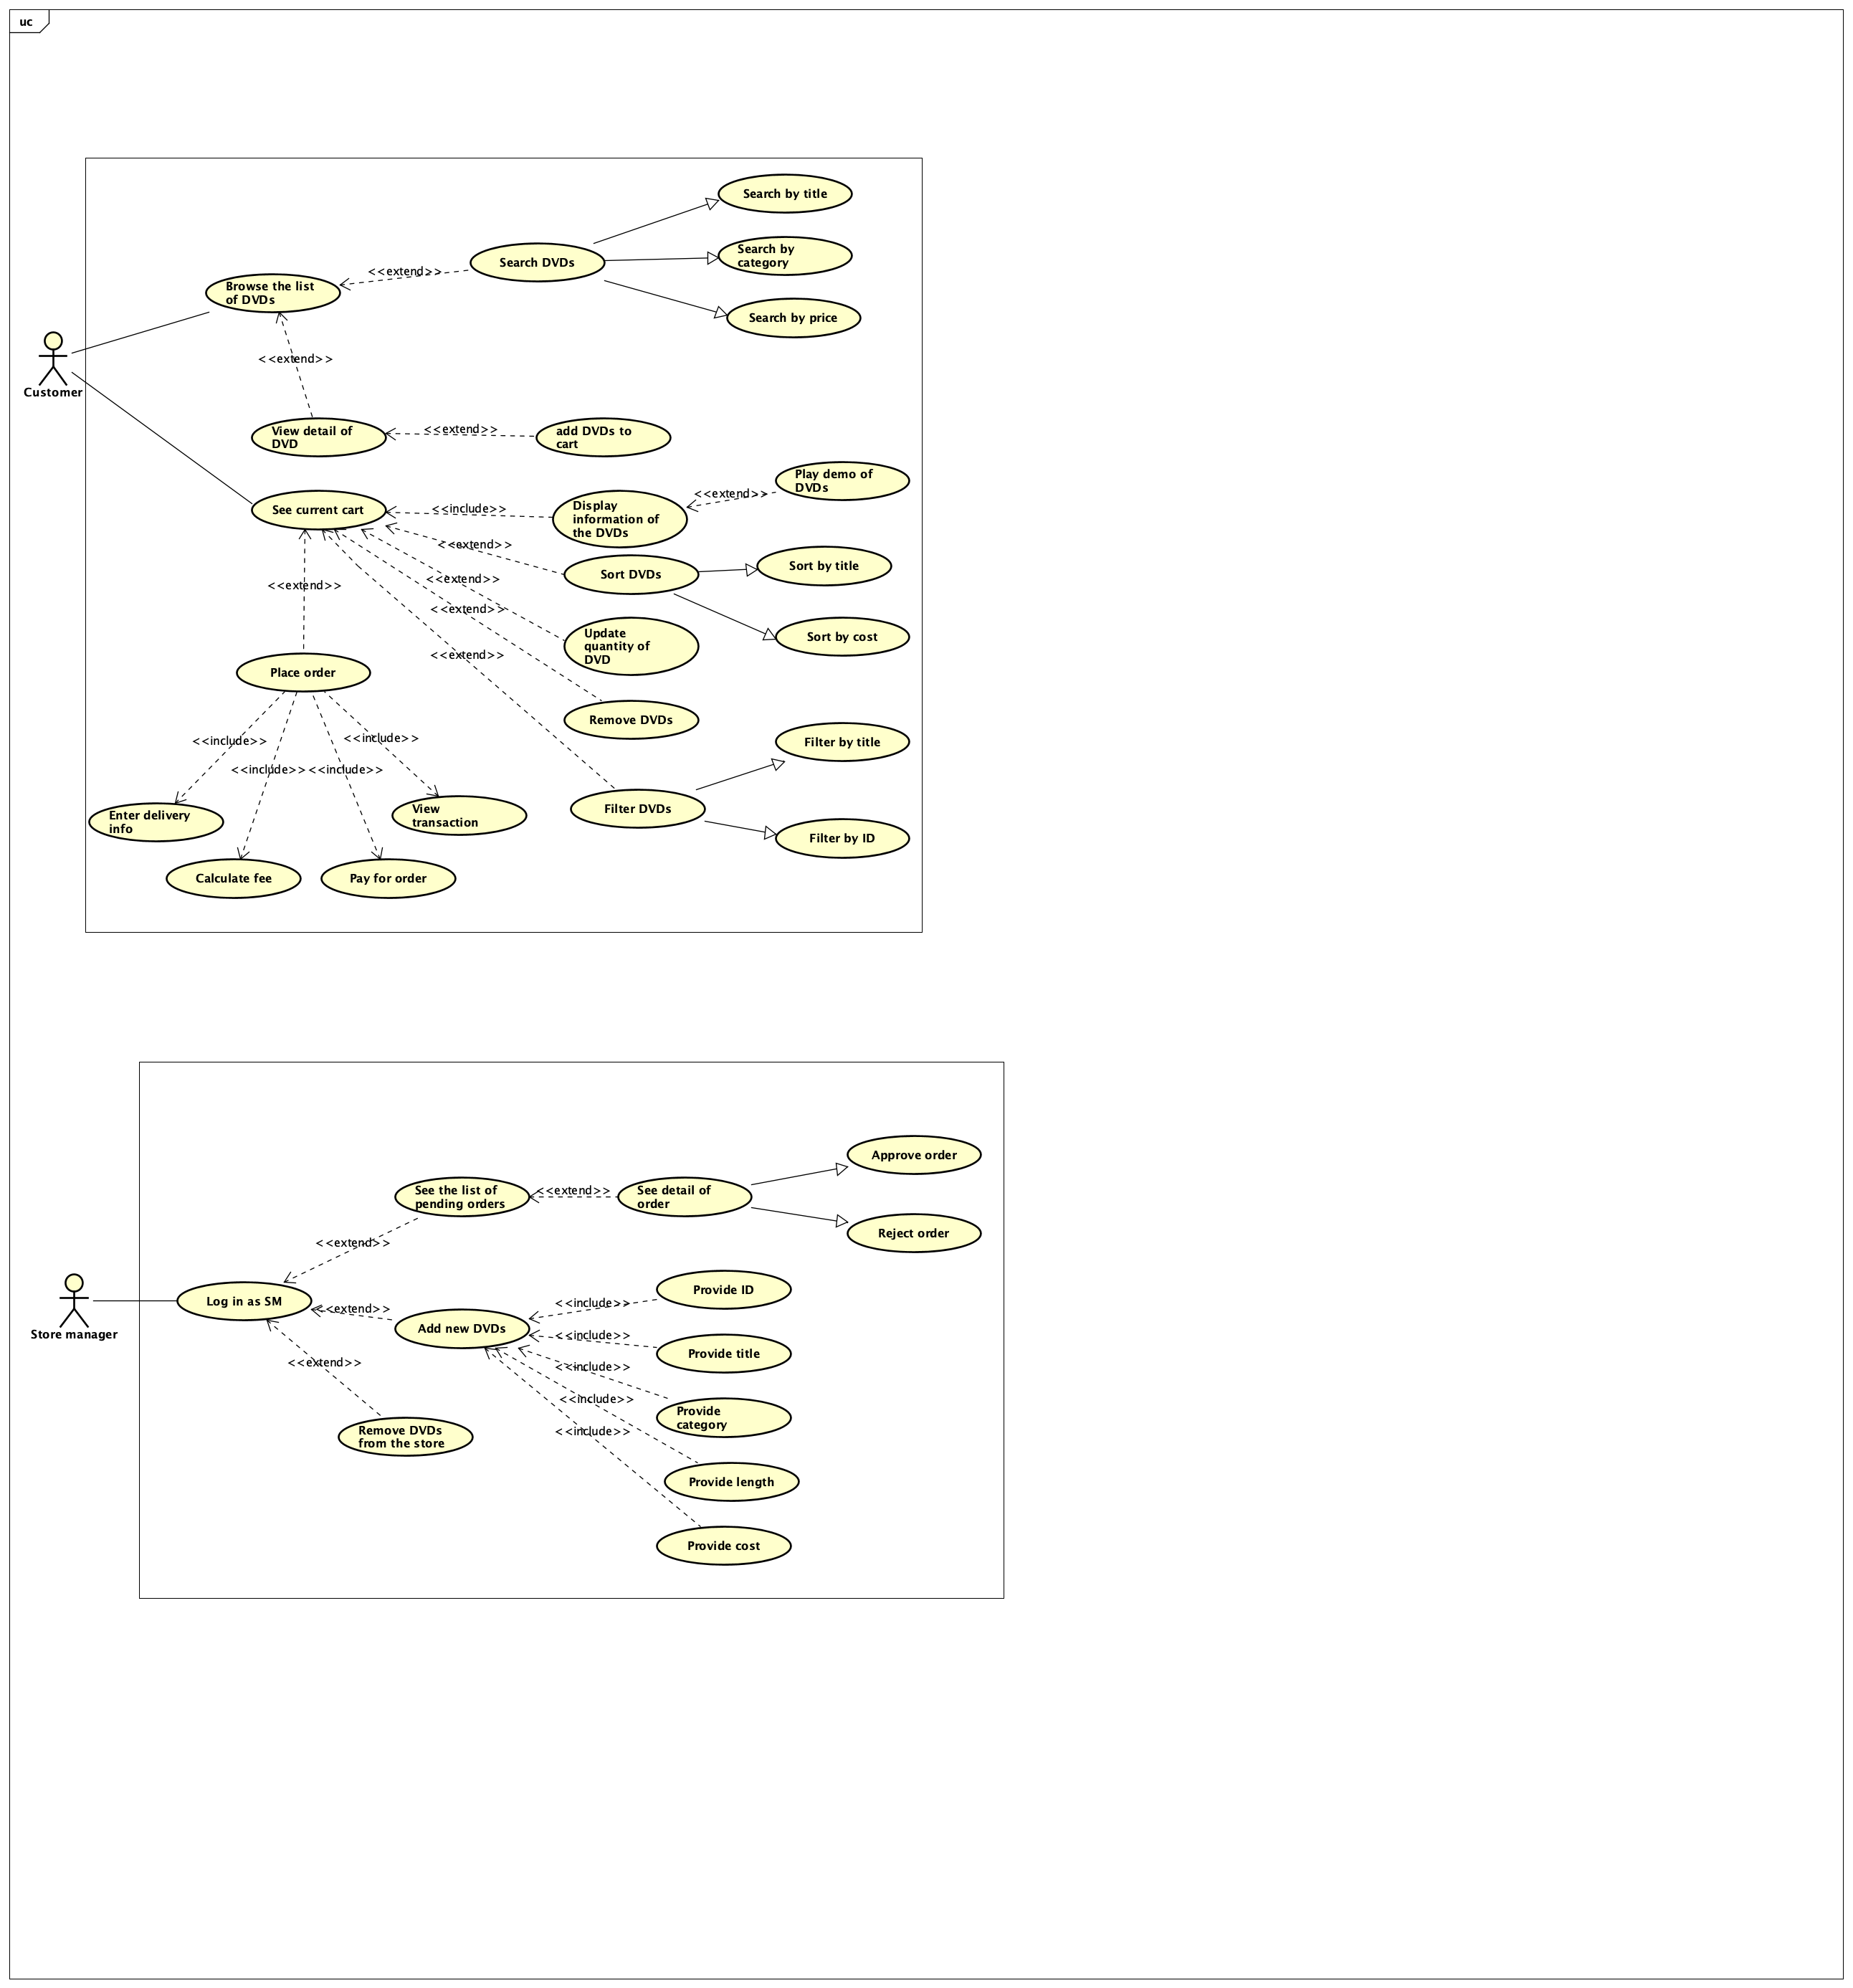 uc
Search by title
Search by
category
Search DVDs
<<extend>>
Browse the list
of DVDs
Search by price
<<extend>>
Customer
View detail of
DVD
<<extend>>
add DVDs to
cart
Play demo of
DVDs
<<extend>>
See current cart
<<include>>
Display
information of
the DVDs
<<extend>>
Sort DVDs
Sort by title
<<extend>>
<<extend>>
<<extend>>
Update
quantity of
DVD
Sort by cost
<<extend>>
Place order
Remove DVDs
<<include>>
<<include>>
Filter by title
<<include>>
<<include>>
Filter DVDs
View
transaction
Enter delivery
info
Filter by ID
Calculate fee
Pay for order
Approve order
See the list of
pending orders
<<extend>>
See detail of
order
Reject order
<<extend>>
Provide ID
Log in as SM
<<extend>>
<<include>>
Add new DVDs
Store manager
<<include>>
Provide title
<<extend>>
<<include>>
<<include>>
Provide
category
<<include>>
Remove DVDs
from the store
Provide length
Provide cost